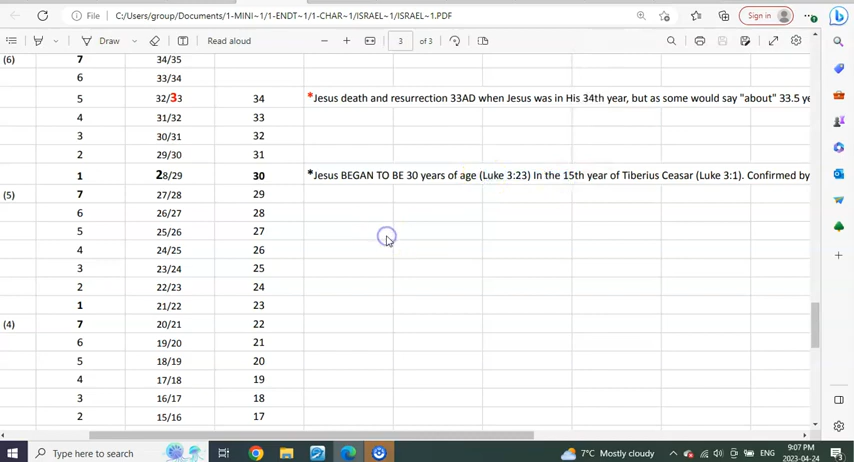 File
C:/Users/group/Documents/1-MINI~1/1-ENDT~1/1-CHAR~1/ISRAEL~1/ISRAEL~1.PDF
Sign in
Draw
Read aloud
3 of 3
(6) 7 34/35
6 33/34
5 32/33 34 *Jesus death and resurrection 33AD when Jesus was in His 34th year, but as some would say "about" 33.5 ye
4 31/32 33
3 30/31 32
2 29/30 31
1 28/29 30 *Jesus BEGAN TO BE 30 years of age (Luke 3:23) In the 15th year of Tiberius Ceasar (Luke 3:1). Confirmed by
(5) 7 27/28 29
6 26/27 28
5 25/26 27
4 24/25 26
3 23/24 25
2 22/23 24
1 21/22 23
(4) 7 20/21 22
6 19/20 21
5 18/19 20
4 17/18 19
3 16/17 18
2 15/16 17
Type here to search
7°C Mostly cloudy
ENG
9:07 PM
2023-04-24